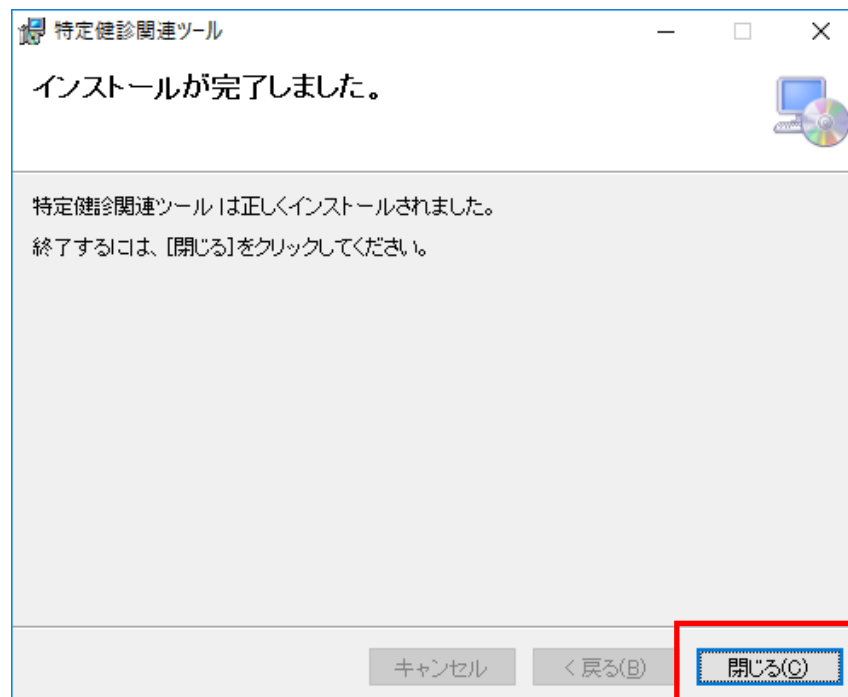 特定健診関連ツール
インストールが完了しました。
特定健診関連ツール は正しくインストールされました。
終了するには、[閉じる]をクリックしてください。
キャンセル
< 戻る(B)
閉じる(C)